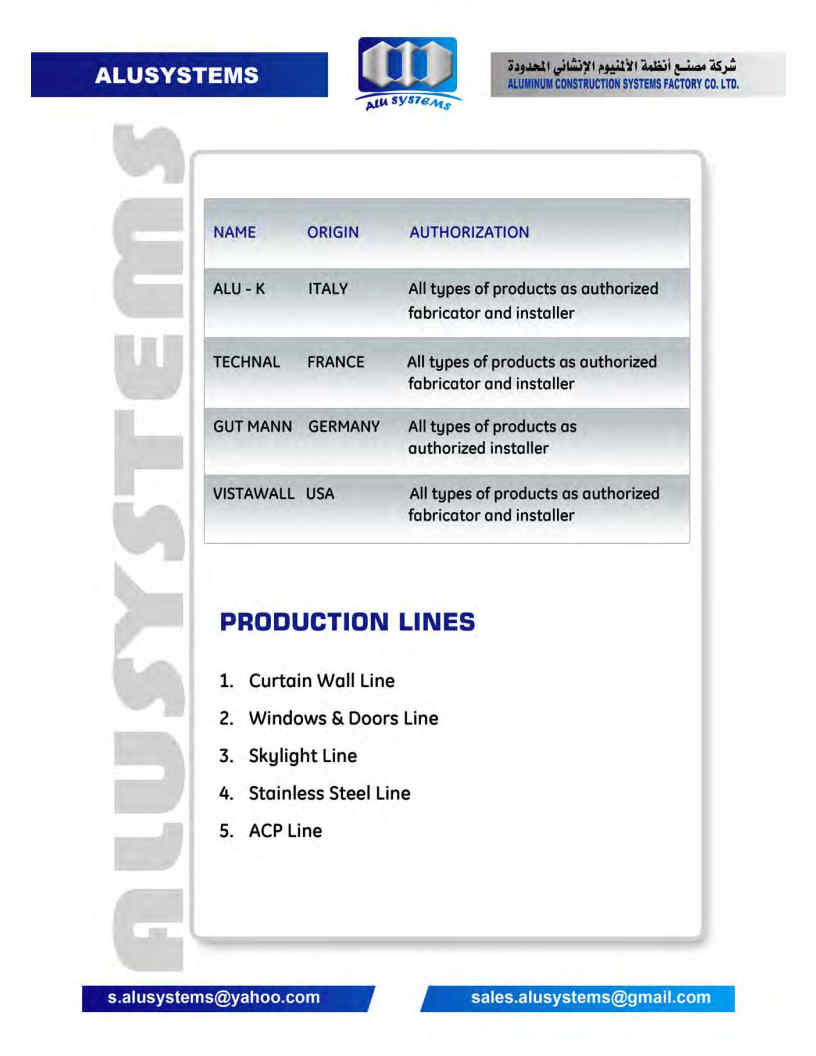 ALUSYSTEMS
ALU SYSTEMS
شركة مصنع أنظمة الألمنيوم الإنشائي المحدودة
ALUMINUM CONSTRUCTION SYSTEMS FACTORY CO. LTD.
ALUSYSTEMS
NAME ORIGIN AUTHORIZATION
ALU - K ITALY All types of products as authorized
fabricator and installer
TECHNAL FRANCE All types of products as authorized
fabricator and installer
GUT MANN GERMANY All types of products as
authorized installer
VISTAWALL USA All types of products as authorized
fabricator and installer
PRODUCTION LINES
1. Curtain Wall Line
2. Windows & Doors Line
3. Skylight Line
4. Stainless Steel Line
5. ACP Line
s.alusystems@yahoo.com
sales.alusystems@gmail.com